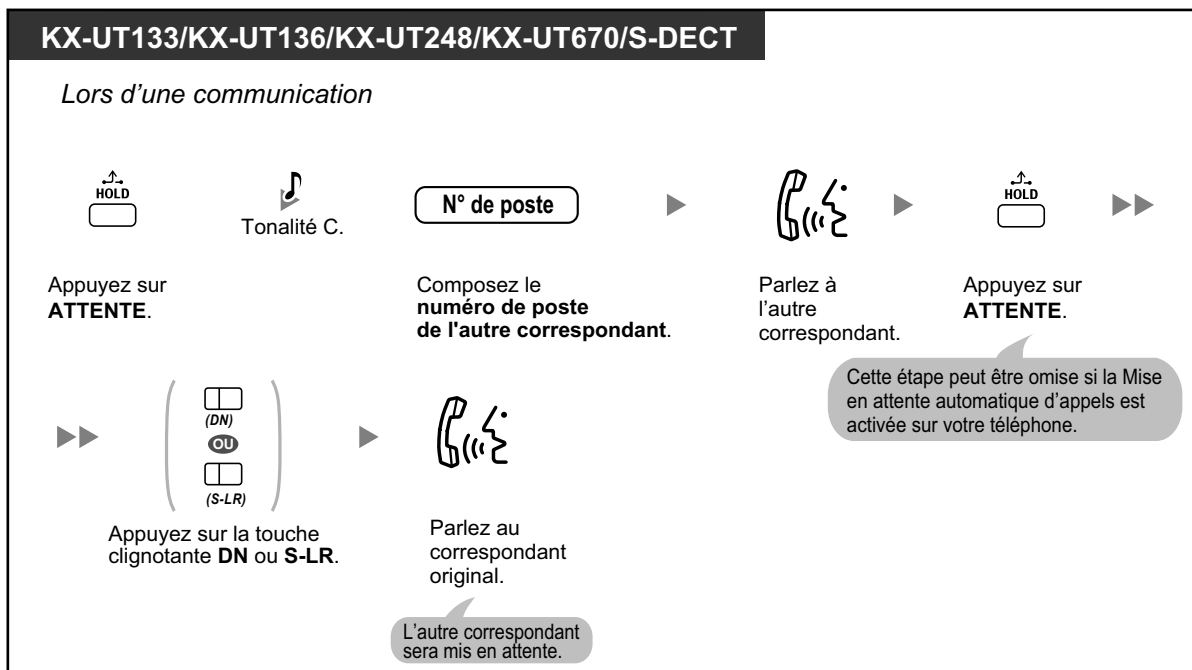 KX-UT133/KX-UT136/KX-UT248/KX-UT670/S-DECT
Lors d’une communication
HOLD
Appuyez sur
ATTENTE.
Tonalité C.
N° de poste
Composez le
numéro de poste
de l'autre correspondant.
Parlez à
l’autre
correspondant.
HOLD
Appuyez sur
ATTENTE.
Cette étape peut être omise si la Mise
en attente automatique d’appels est
activée sur votre téléphone.
(DN)
OU
(S-LR)
Appuyez sur la touche
clignotante DN ou S-LR.
Parlez au
correspondant
original.
L’autre correspondant
sera mis en attente.